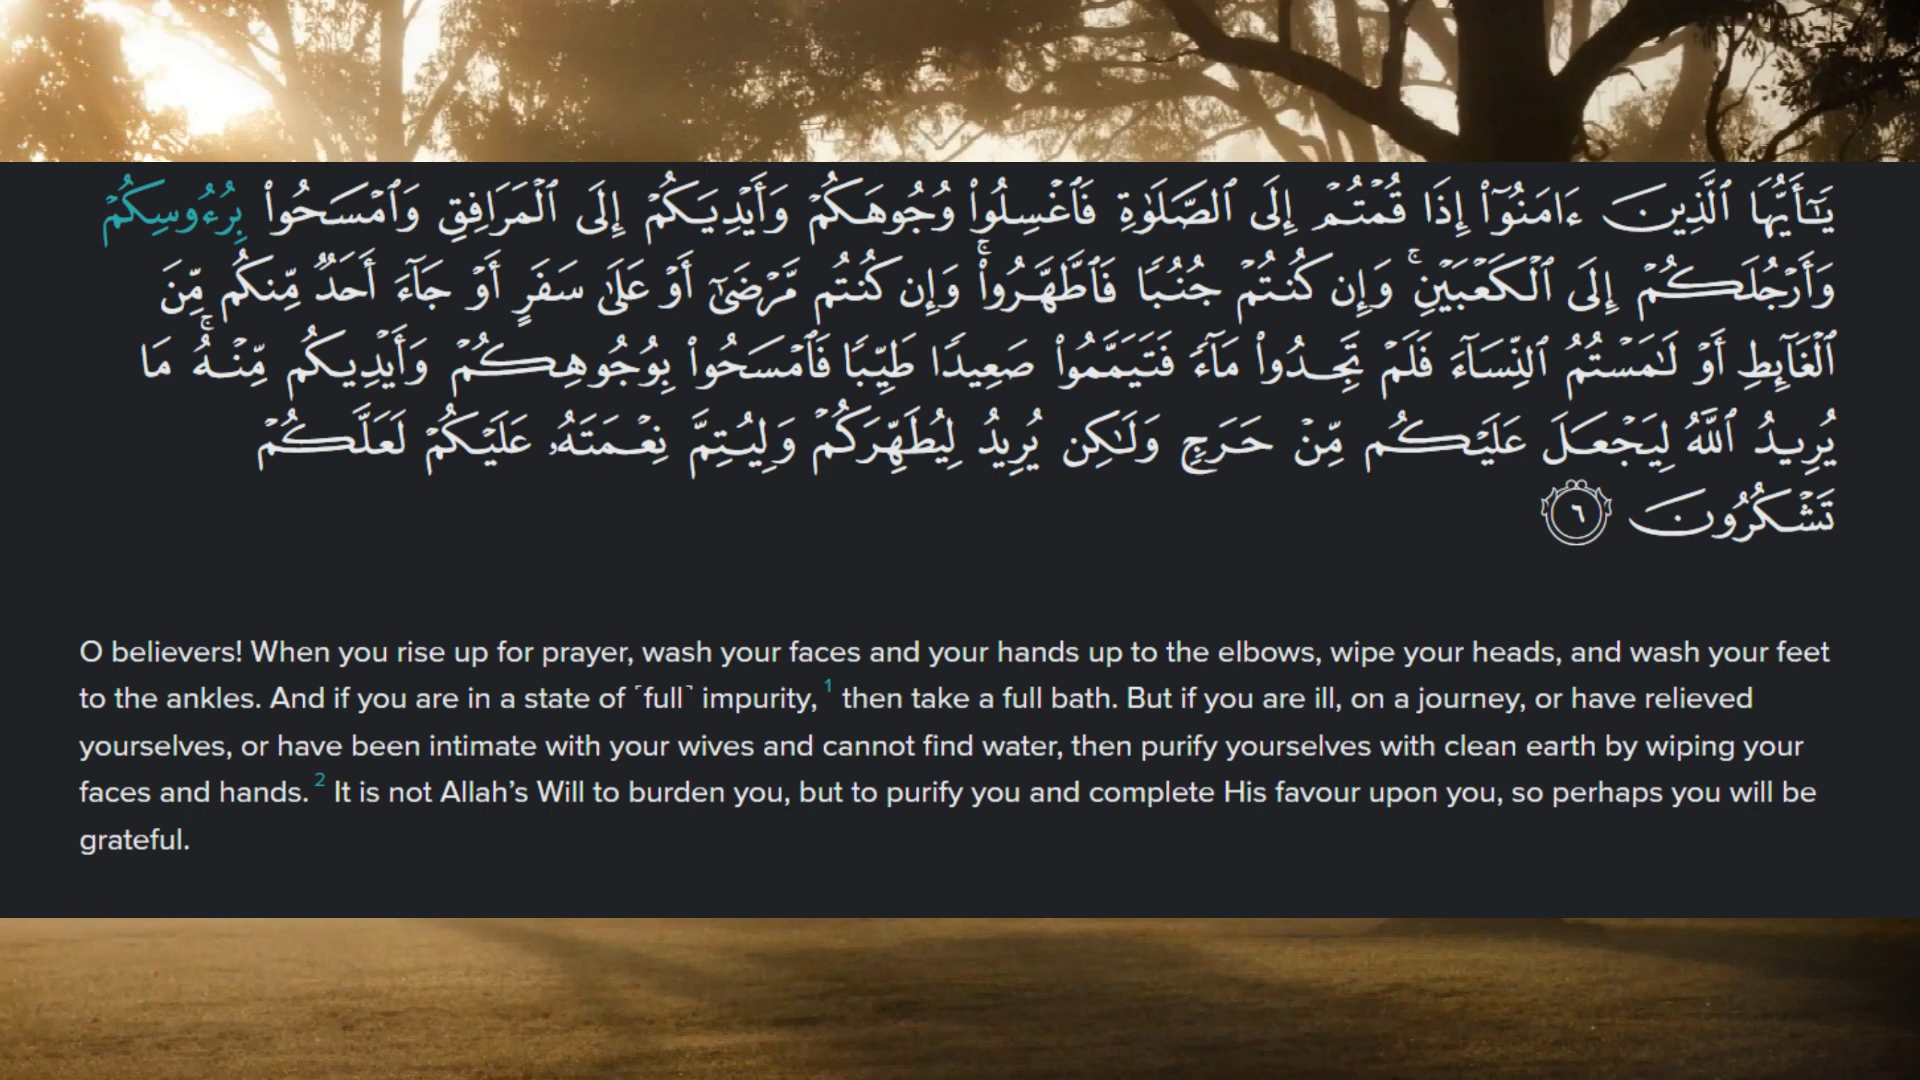 يَـٰٓأَيُّهَا ٱلَّذِينَ ءَامَنُوٓا۟ إِذَا قُمْتُمْ إِلَى ٱلصَّلَوٰةِ فَٱغْسِلُوا۟ وُجُوهَكُمْ وَأَيْدِيَكُمْ إِلَى ٱلْمَرَافِقِ وَٱمْسَحُوا۟ بِرُءُوسِكُمْ
وَأَرْجُلَكُمْ إِلَى ٱلْكَعْبَيْنِ ۚ وَإِن كُنتُمْ جُنُبًا فَٱطَّهَّرُوا۟ ۚ وَإِن كُنتُم مَّرْضَىٰٓ أَوْ عَلَىٰ سَفَرٍ أَوْ جَآءَ أَحَدٌ مِّنكُم مِّنَ
ٱلْغَآئِطِ أَوْ لَـٰمَسْتُمُ ٱلنِّسَآءَ فَلَمْ تَجِدُوا۟ مَآءً فَتَيَمَّمُوا۟ صَعِيدًا طَيِّبًا فَٱمْسَحُوا۟ بِوُجُوهِكُمْ وَأَيْدِيكُم مِّنْهُ ۚ مَا
يُرِيدُ ٱللَّهُ لِيَجْعَلَ عَلَيْكُم مِّنْ حَرَجٍ وَلَـٰكِن يُرِيدُ لِيُطَهِّرَكُمْ وَلِيُتِمَّ نِعْمَتَهُۥ عَلَيْكُمْ لَعَلَّكُمْ
تَشْكُرُونَ ٦
O believers! When you rise up for prayer, wash your faces and your hands up to the elbows, wipe your heads, and wash your feet
to the ankles. And if you are in a state of ˹full˺ impurity, 1 then take a full bath. But if you are ill, on a journey, or have relieved
yourselves, or have been intimate with your wives and cannot find water, then purify yourselves with clean earth by wiping your
faces and hands. 2 It is not Allah’s Will to burden you, but to purify you and complete His favour upon you, so perhaps you will be
grateful.